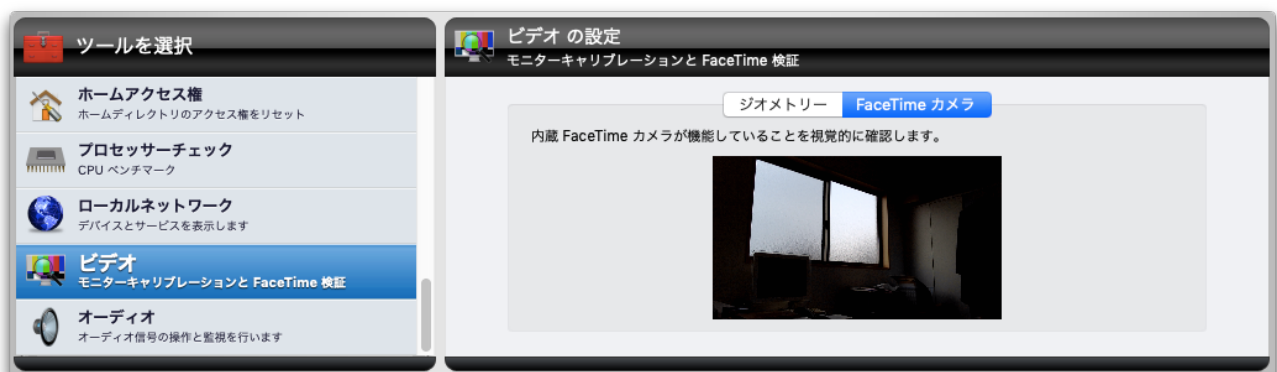 ツールを選択
ホームアクセス権
ホームディレクトリのアクセス権をリセット
プロセッサーチェック
CPU ベンチマーク
ローカルネットワーク
デバイスとサービスを表示します
ビデオ
モニターキャリブレーションと FaceTime 検証
オーディオ
オーディオ信号の操作と監視を行います
ビデオ の設定
モニターキャリブレーションと FaceTime 検証
ジオメトリー FaceTime カメラ
内蔵 FaceTime カメラが機能していることを視覚的に確認します。